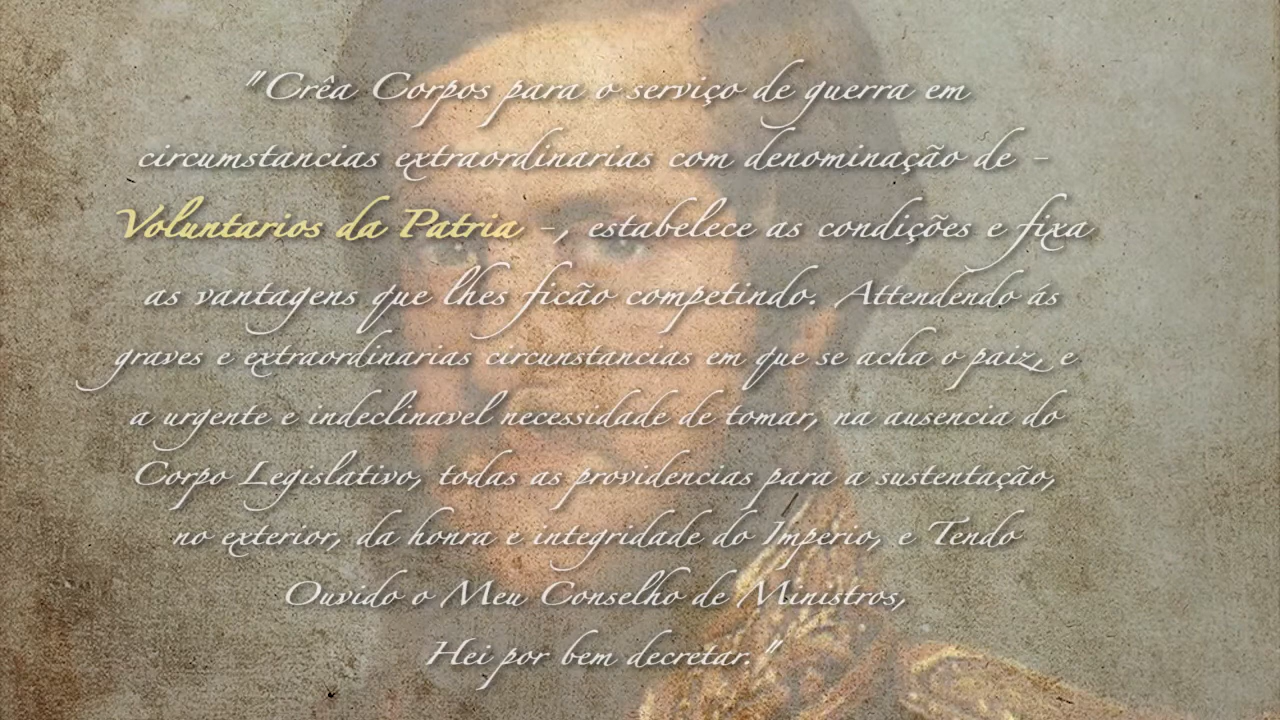 "Crêa Corpos para o serviço de guerra em
circumstancias extraordinarias com denominação de -
Voluntarios da Patria -, estabelece as condições e fixa
as vantagens que lhes ficão competindo. Attendendo ás
graves e extraordinarias circunstancias em que se acha o paiz, e
a urgente e indeclinavel necessidade de tomar, na ausencia do
Corpo Legislativo, todas as providencias para a sustentação,
no exterior, da honra e integridade do Imperio, e Tendo
Ouvido o Meu Conselho de Ministros,
Hei por bem decretar."